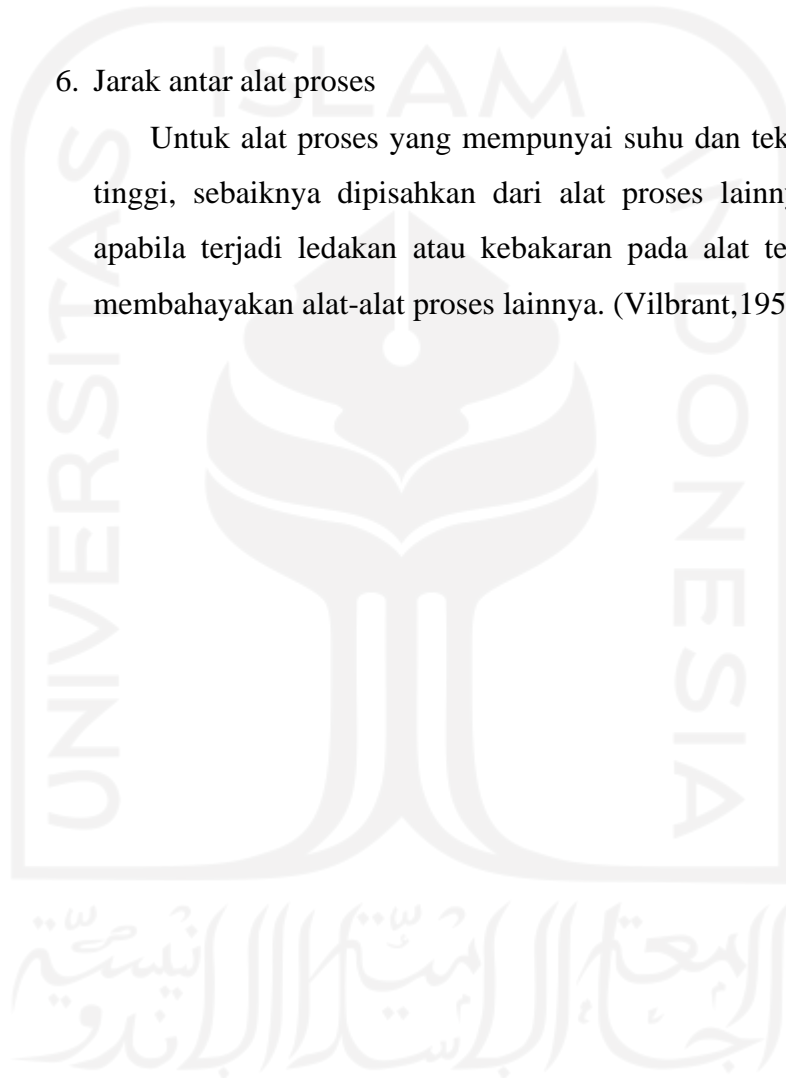 ISLAM
UNIVERSITAS
INDONESIA
6. Jarak antar alat proses
Untuk alat proses yang mempunyai suhu dan tek
tinggi, sebaiknya dipisahkan dari alat proses lainn
apabila terjadi ledakan atau kebakaran pada alat te
membahayakan alat-alat proses lainnya. (Vilbrant,195